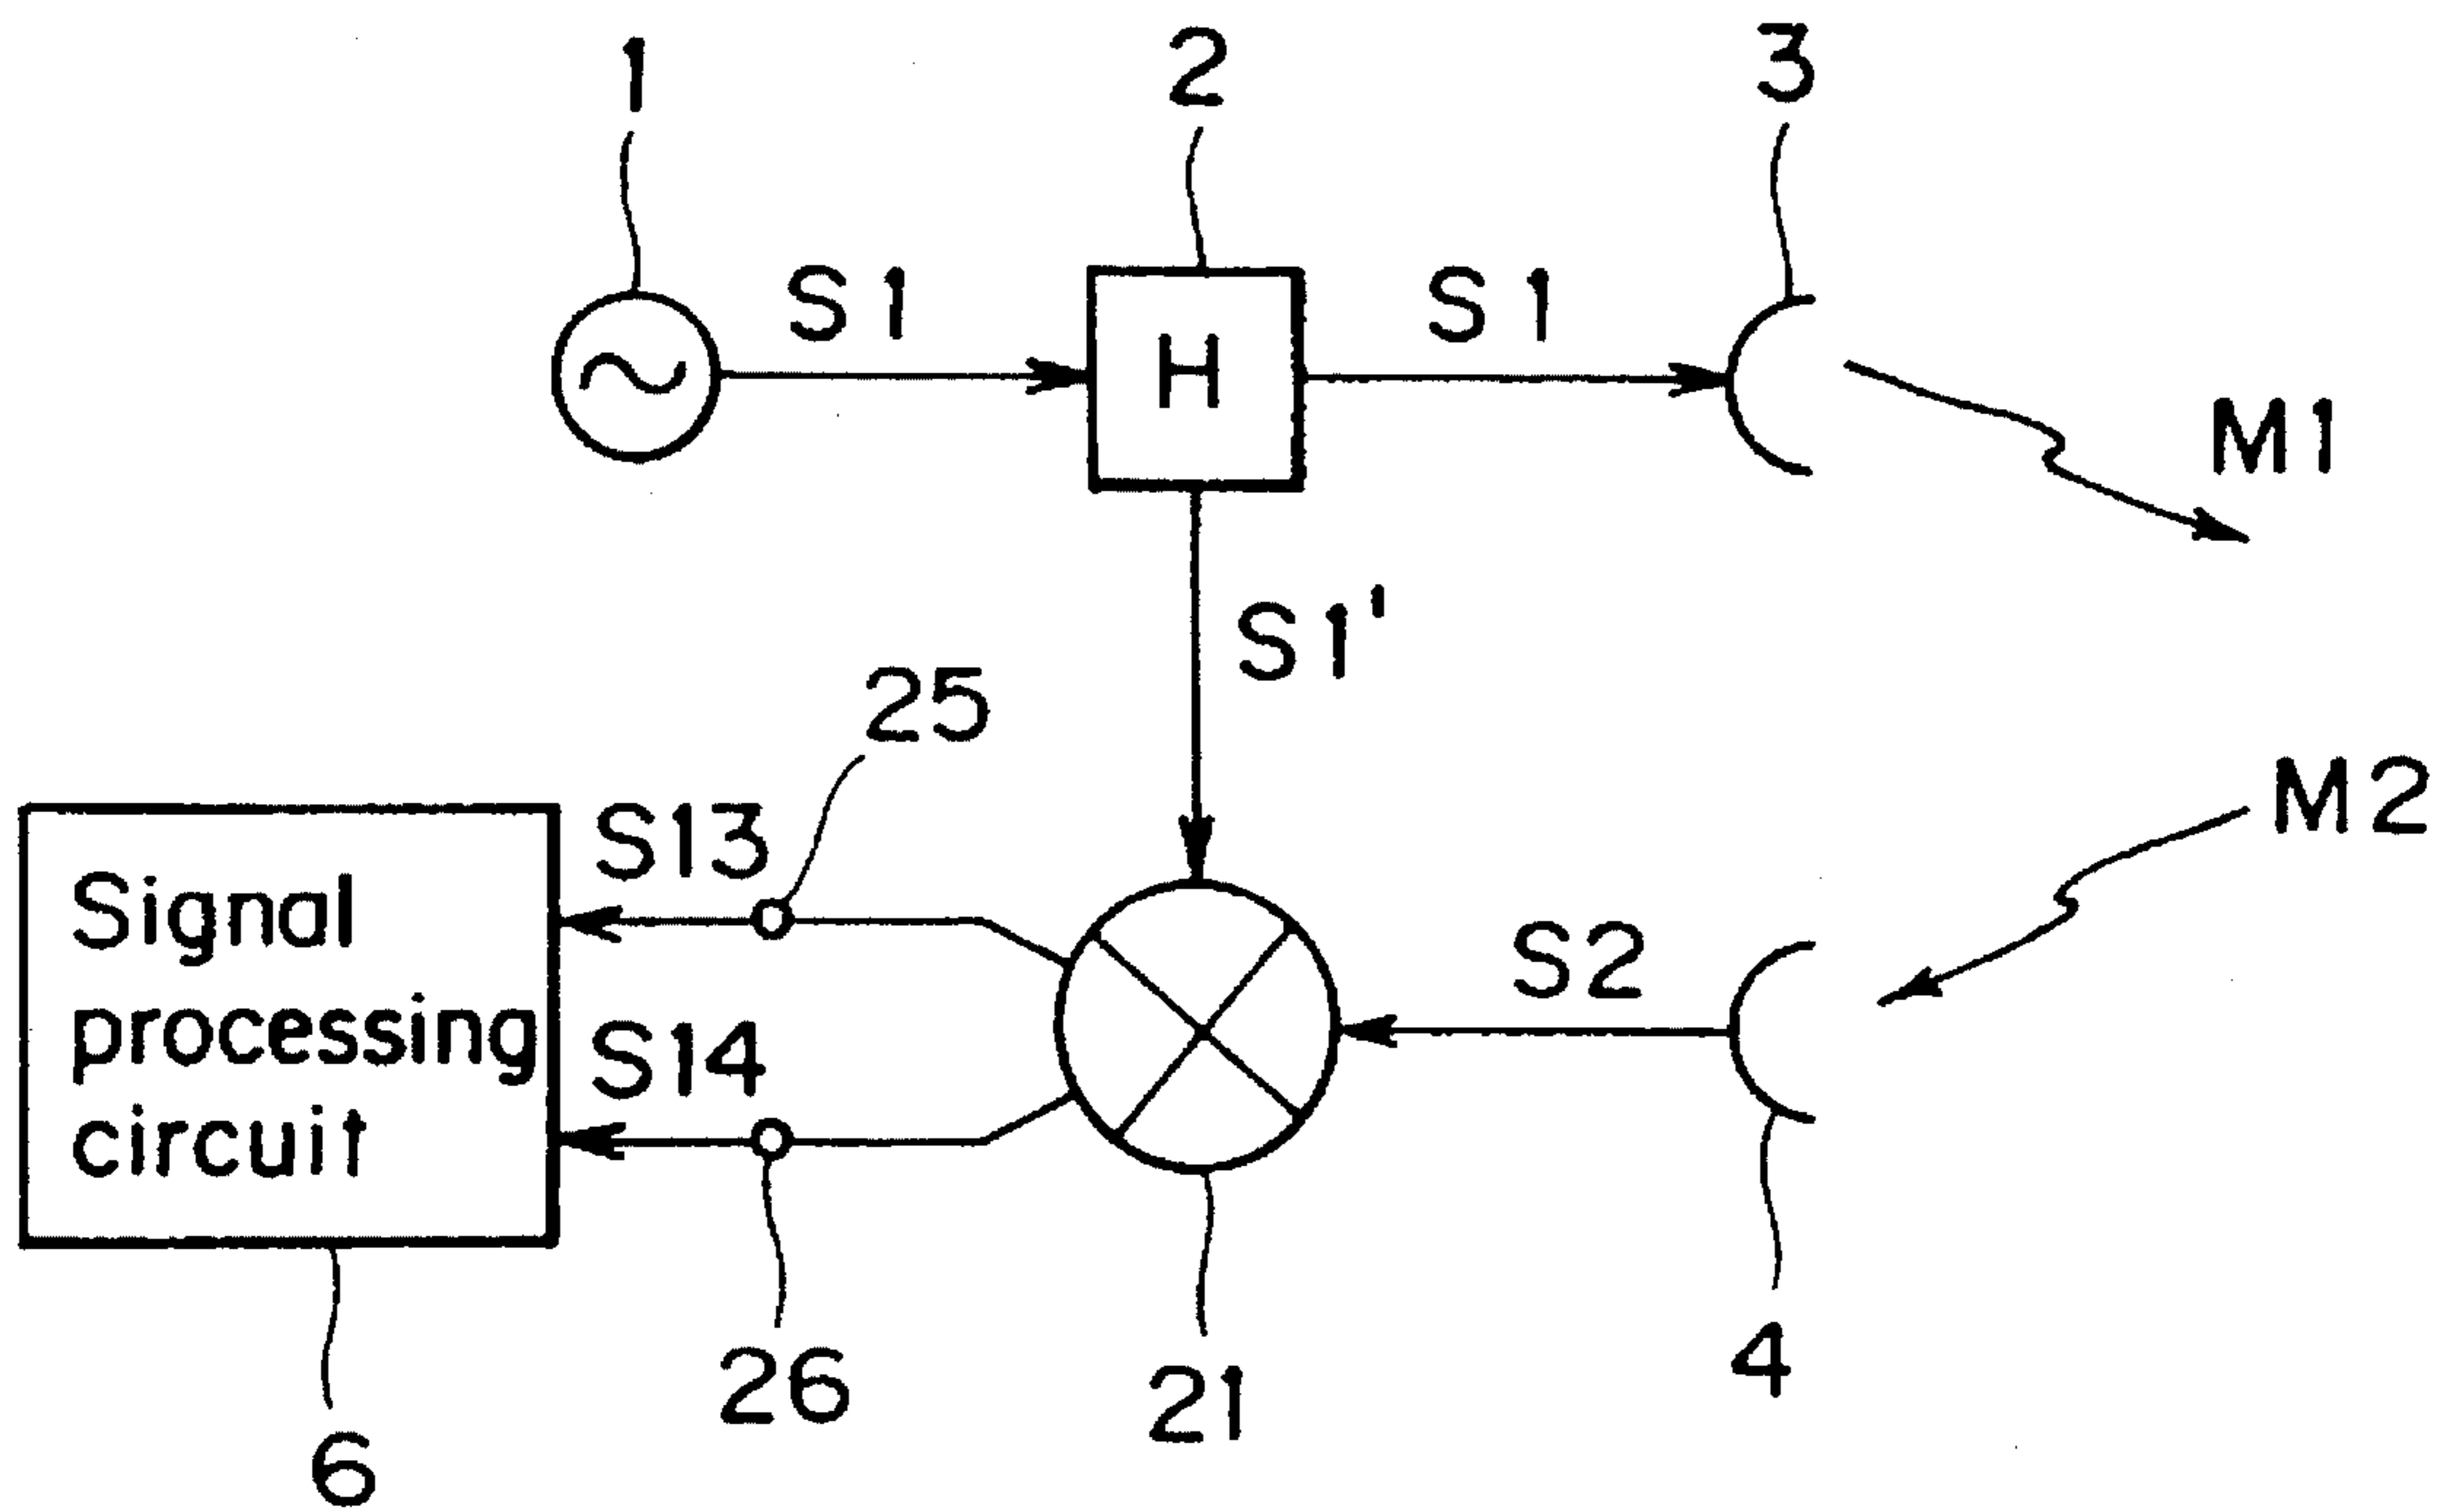 1
2
3
S1
S1
H
M1
S1'
25
M2
S13
S2
Signal
processing
circuit
S14
26
21
4
6